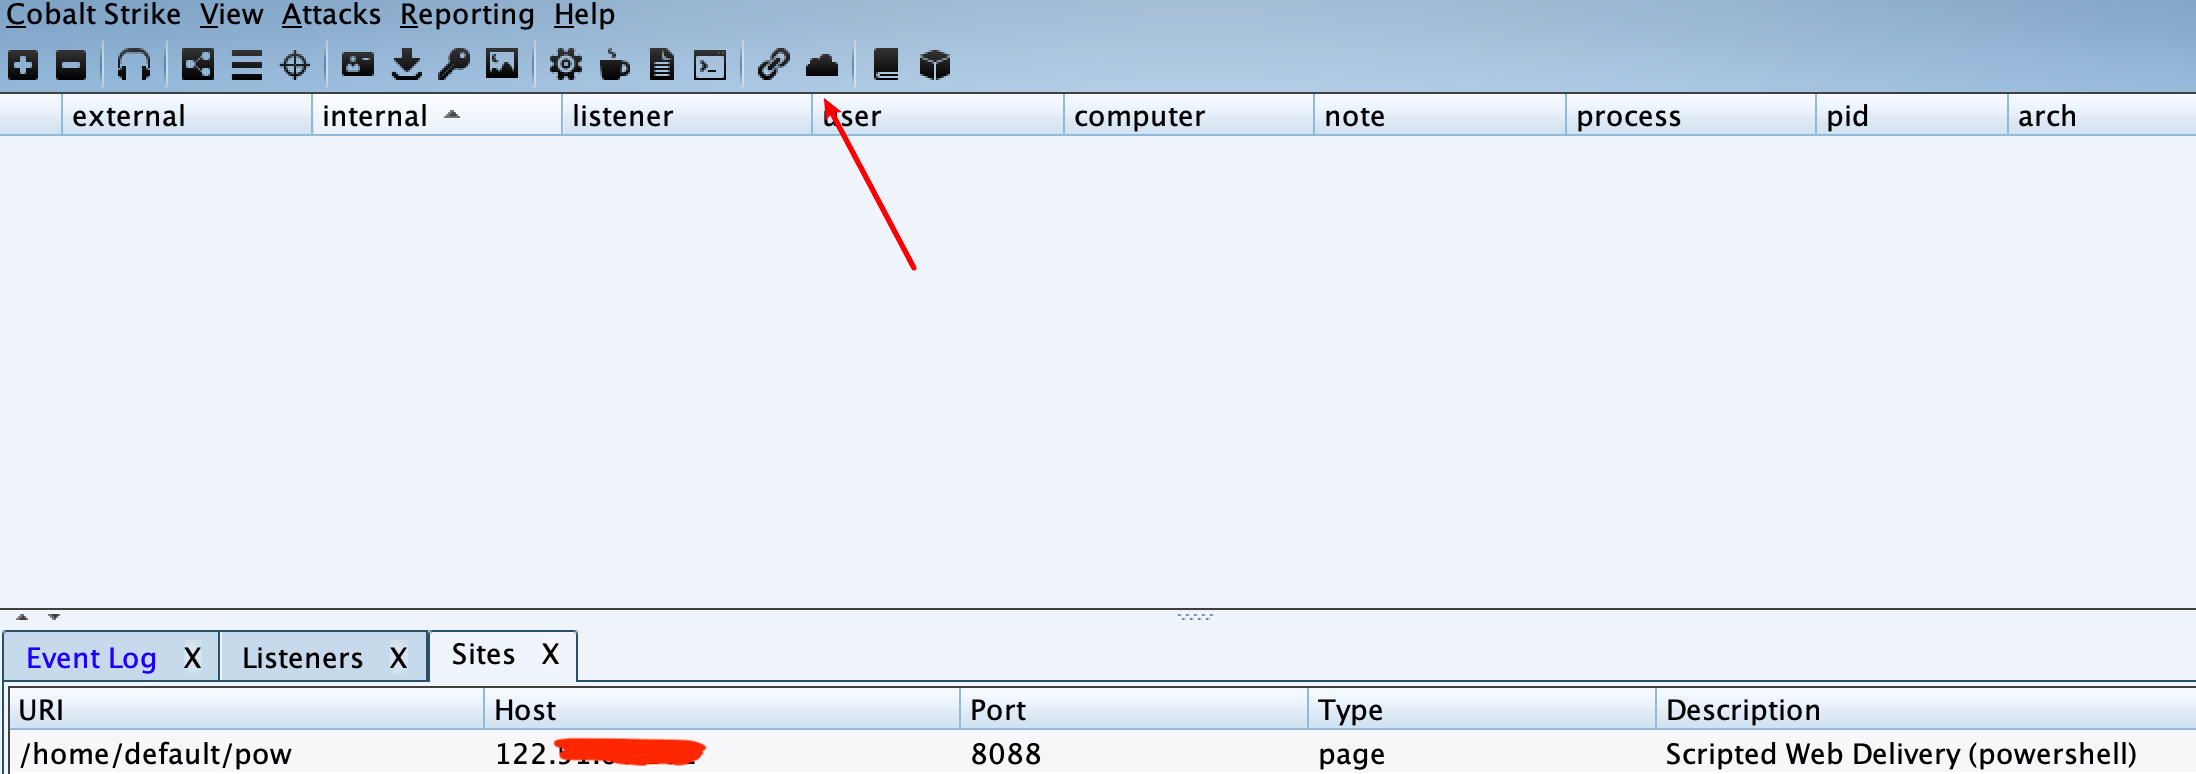 Cobalt Strike View Attacks Reporting Help
external internal listener user computer note process pid arch
Event Log X Listeners X Sites X
URI Host Port Type Description
/home/default/pow 122. 8088 page Scripted Web Delivery (powershell)